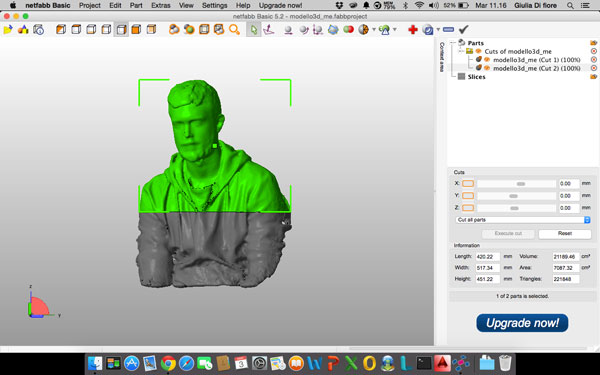 netfabb Basic Project Edit Part Extras View Settings Help Upgrade now! 52% Mar 11.16 Giulia Di fiore
netfabb Basic 5.2 - modello3d_me.fabbproject
Context area
Parts
Cuts of modello3d_me
modello3d_me (Cut 1) (100%)
modello3d_me (Cut 2) (100%)
Slices
Cuts
X: 0.00 mm
Y: 0.00 mm
Z: 0.00 mm
Cut all parts
Execute cut Reset
Information
Length: 420.22 mm Volume: 21189.46 cm³
Width: 517.34 mm Area: 7087.32 cm²
Height: 451.22 mm Triangles: 221848
1 of 2 parts is selected.
Upgrade now!
z
y